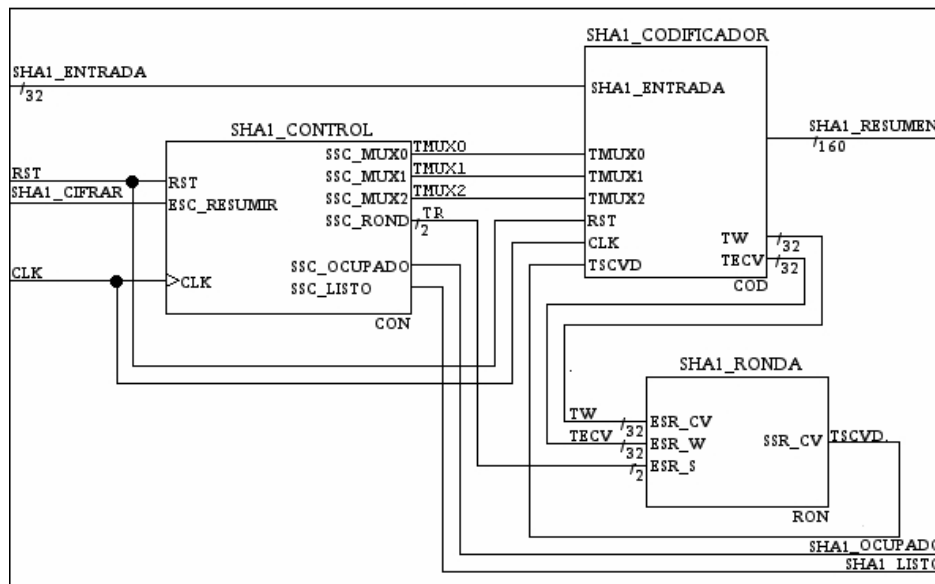 SHA1_CODIFICADOR
SHA1_ENTRADA
/32
SHA1_ENTRADA
SHA1_RESUMEN
/160
SHA1_CONTROL
RST
SHA1_CIFRAR
RST
ESC_RESUMIR
SSC_MUX0
TMUX0
TMUX0
SSC_MUX1
TMUX1
TMUX1
SSC_MUX2
TMUX2
TMUX2
SSC_ROND
TR
/2
RST
CLK
CLK
CLK
SSC_OCUPADO
SSC_LISTO
TW
/32
TECV
/32
TSCVD
COD
CON
SHA1_RONDA
TW
/32
ESR_CV
TECV
/32
ESR_W
/2
ESR_S
SSR_CV
TSCVD
RON
SHA1_OCUPADO
SHA1_LISTO